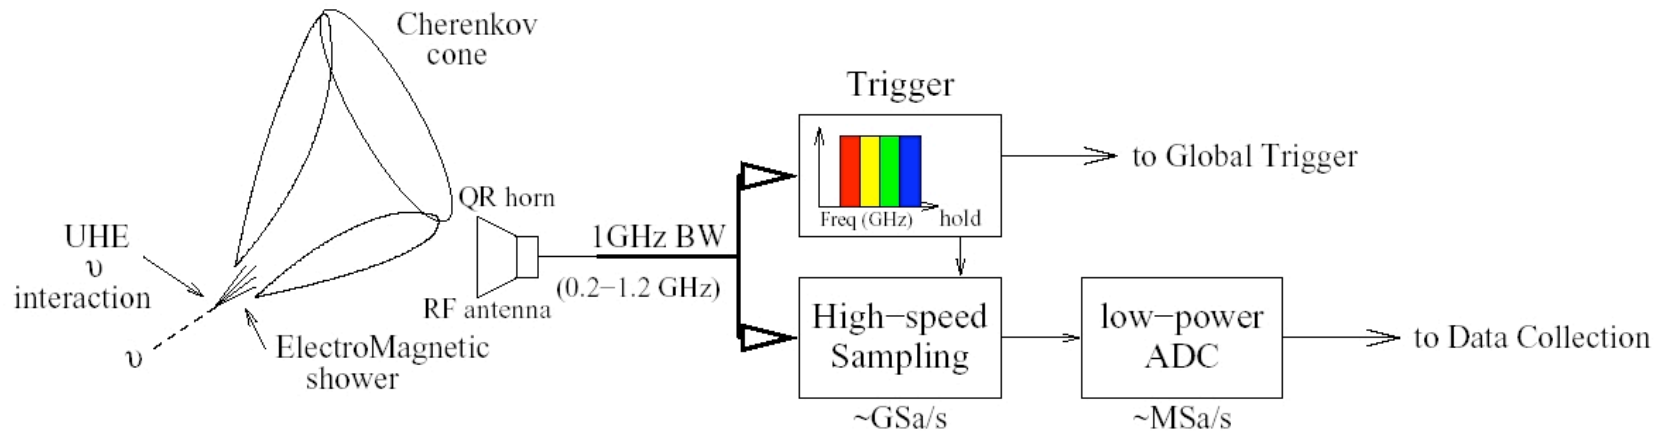 Cherenkov
cone
UHE
υ
interaction
υ
ElectroMagnetic
shower
QR horn
RF antenna
1GHz BW
(0.2−1.2 GHz)
Trigger
Freq (GHz)
hold
to Global Trigger
High−speed
Sampling
~GSa/s
low−power
ADC
~MSa/s
to Data Collection